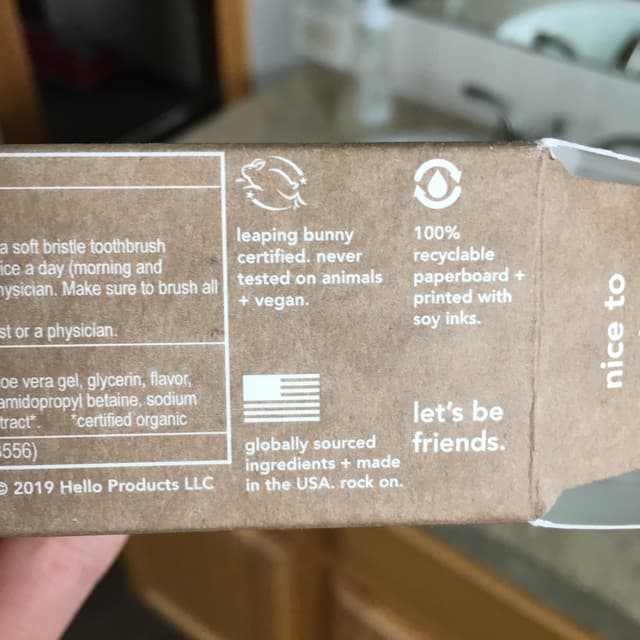 a soft bristle toothbrush
ice a day (morning and
hysician. Make sure to brush all
st or a physician.
oe vera gel, glycerin, flavor,
amidopropyl betaine, sodium
tract*. *certified organic
5556)
© 2019 Hello Products LLC
leaping bunny
certified. never
tested on animals
+ vegan.
globally sourced
ingredients + made
in the USA. rock on.
100%
recyclable
paperboard +
printed with
soy inks.
let's be
friends.
nice to